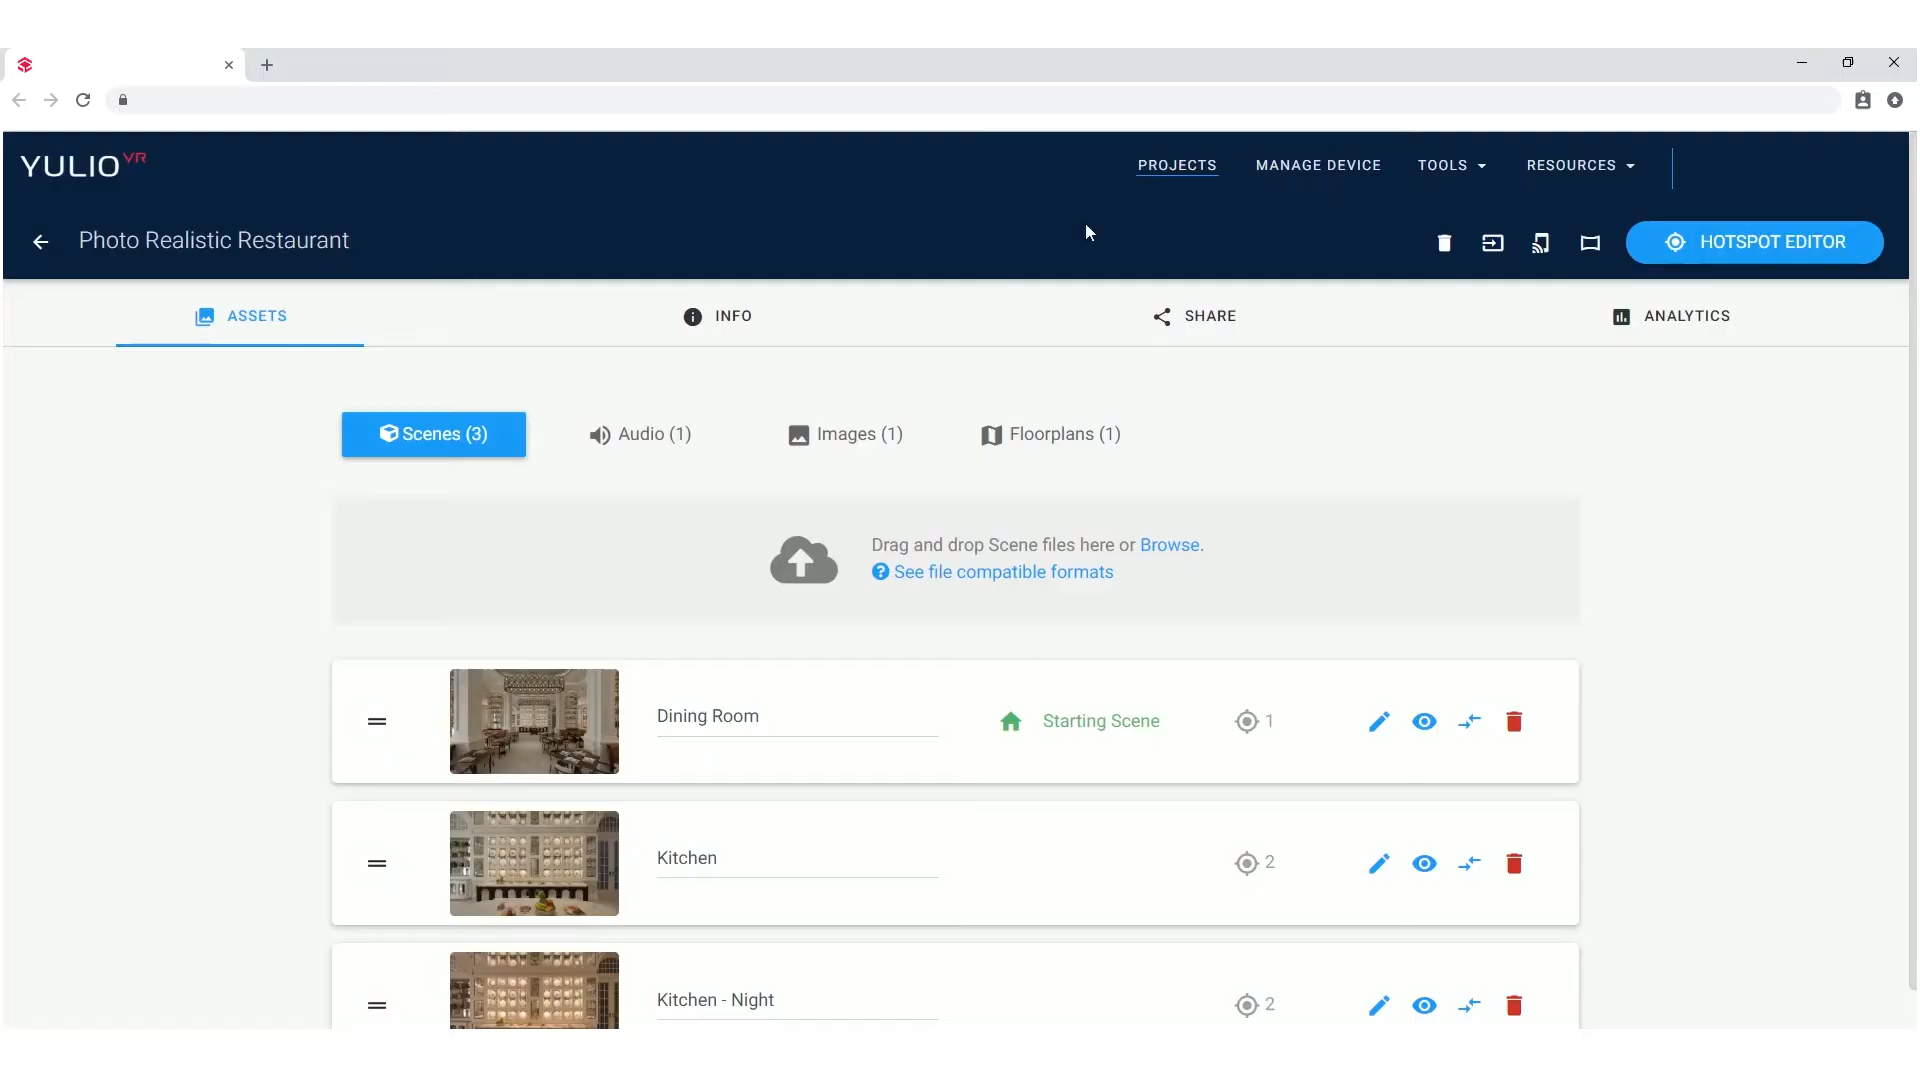 YULIO VR
PROJECTS
MANAGE DEVICE
TOOLS
RESOURCES
Photo Realistic Restaurant
HOTSPOT EDITOR
ASSETS
INFO
SHARE
ANALYTICS
Scenes (3)
Audio (1)
Images (1)
Floorplans (1)
Drag and drop Scene files here or Browse.
See file compatible formats
Dining Room
Starting Scene
1
Kitchen
2
Kitchen - Night
2